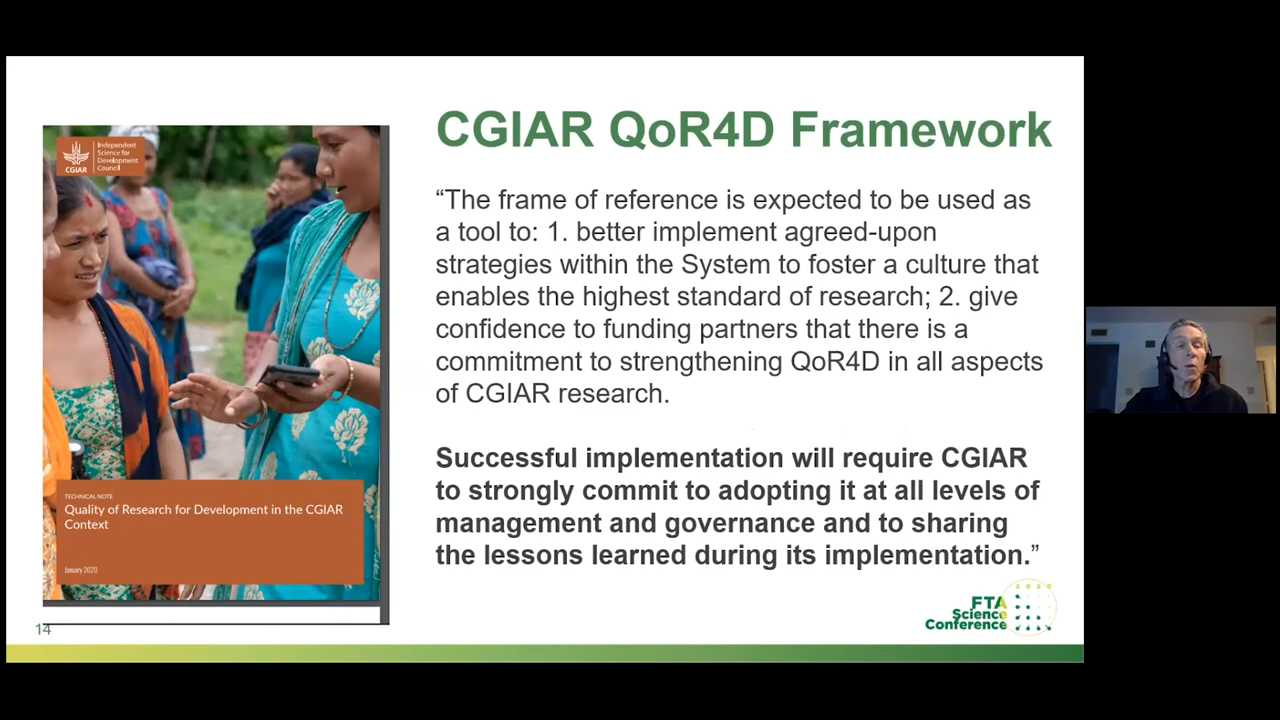 CGIAR QoR4D Framework
Independent
Science for
Development
Council
CGIAR
“The frame of reference is expected to be used as
a tool to: 1. better implement agreed-upon
strategies within the System to foster a culture that
enables the highest standard of research; 2. give
confidence to funding partners that there is a
commitment to strengthening QoR4D in all aspects
of CGIAR research.
Successful implementation will require CGIAR
to strongly commit to adopting it at all levels of
management and governance and to sharing
the lessons learned during its implementation.”
TECHNICAL NOTE
Quality of Research for Development in the CGIAR
Context
January 2020
2020
FTA
Science
Conference
14